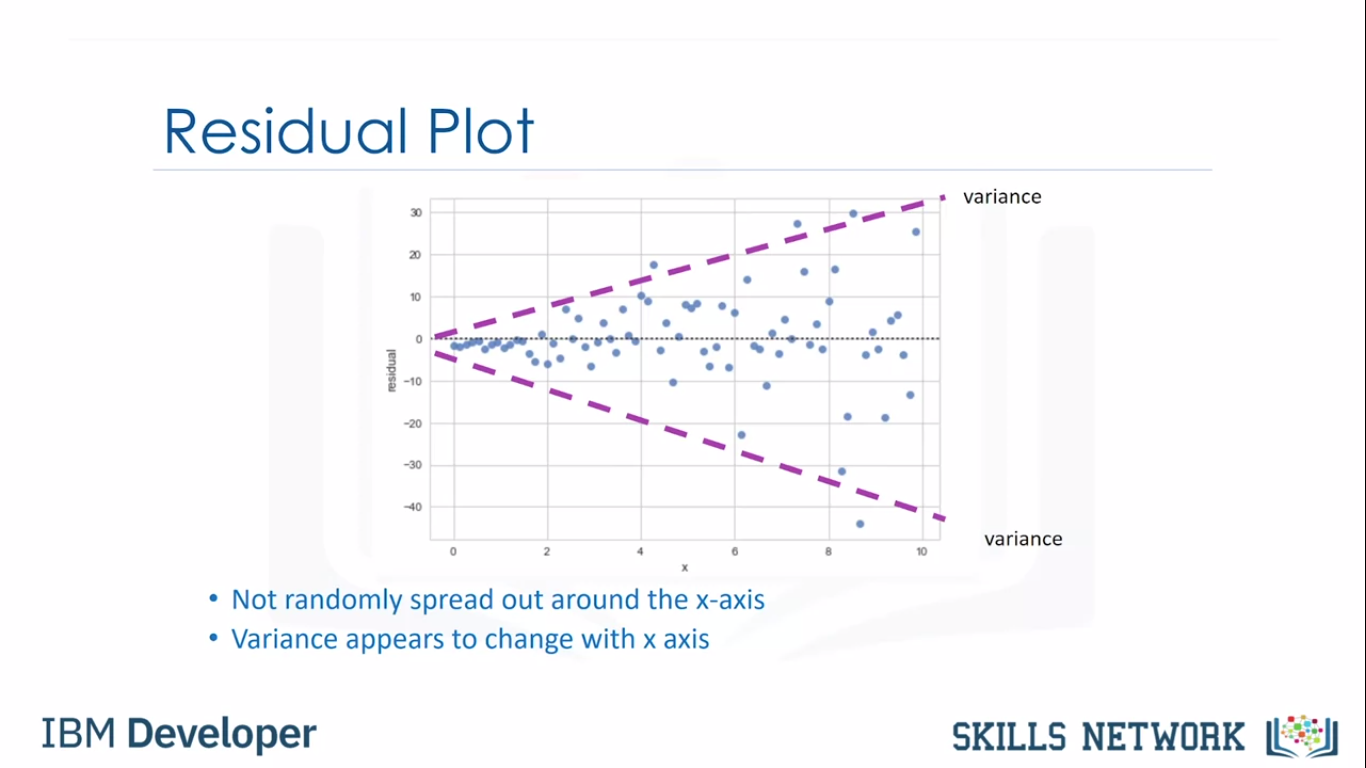 Residual Plot
variance
30
20
10
0
−10
−20
−30
−40
residual
0 2 4 6 8 10
x
variance
• Not randomly spread out around the x-axis
• Variance appears to change with x axis
IBM Developer
SKILLS NETWORK